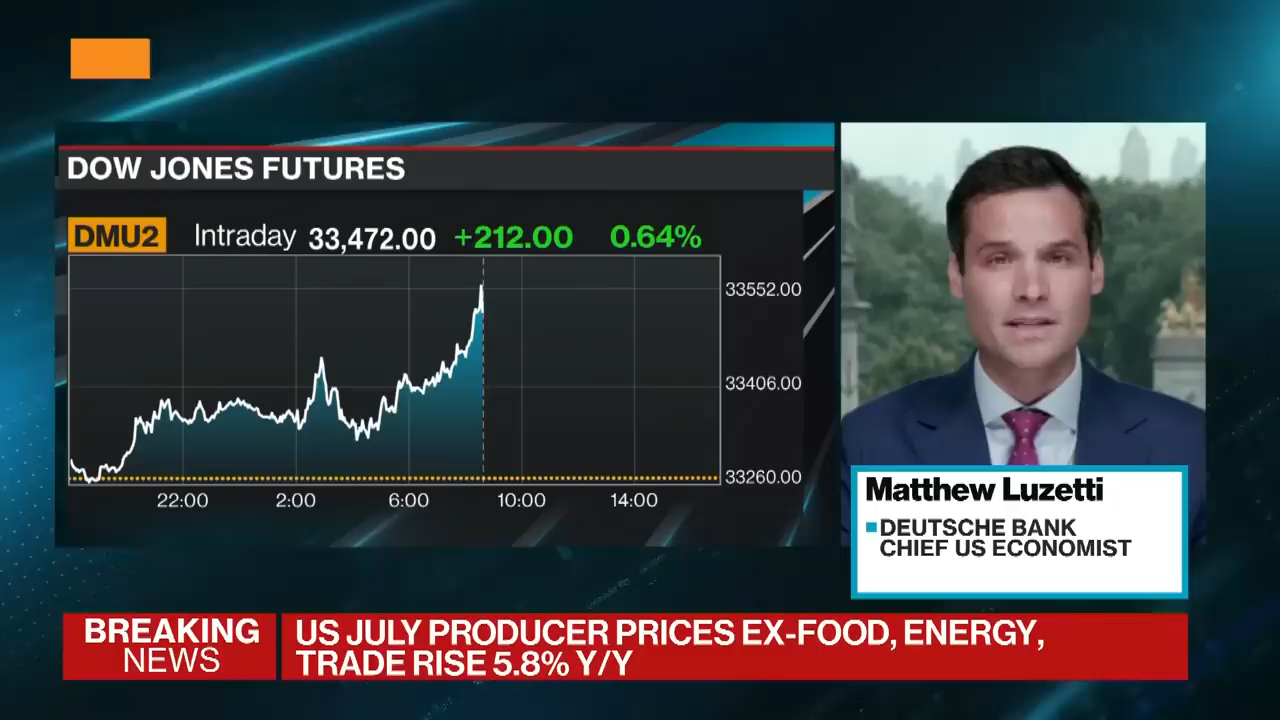 DOW JONES FUTURES
DMU2 Intraday 33,472.00 +212.00 0.64%
33552.00
33406.00
33260.00
22:00 2:00 6:00 10:00 14:00
Matthew Luzetti
DEUTSCHE BANK
CHIEF US ECONOMIST
BREAKING
NEWS
US JULY PRODUCER PRICES EX-FOOD, ENERGY,
TRADE RISE 5.8% Y/Y